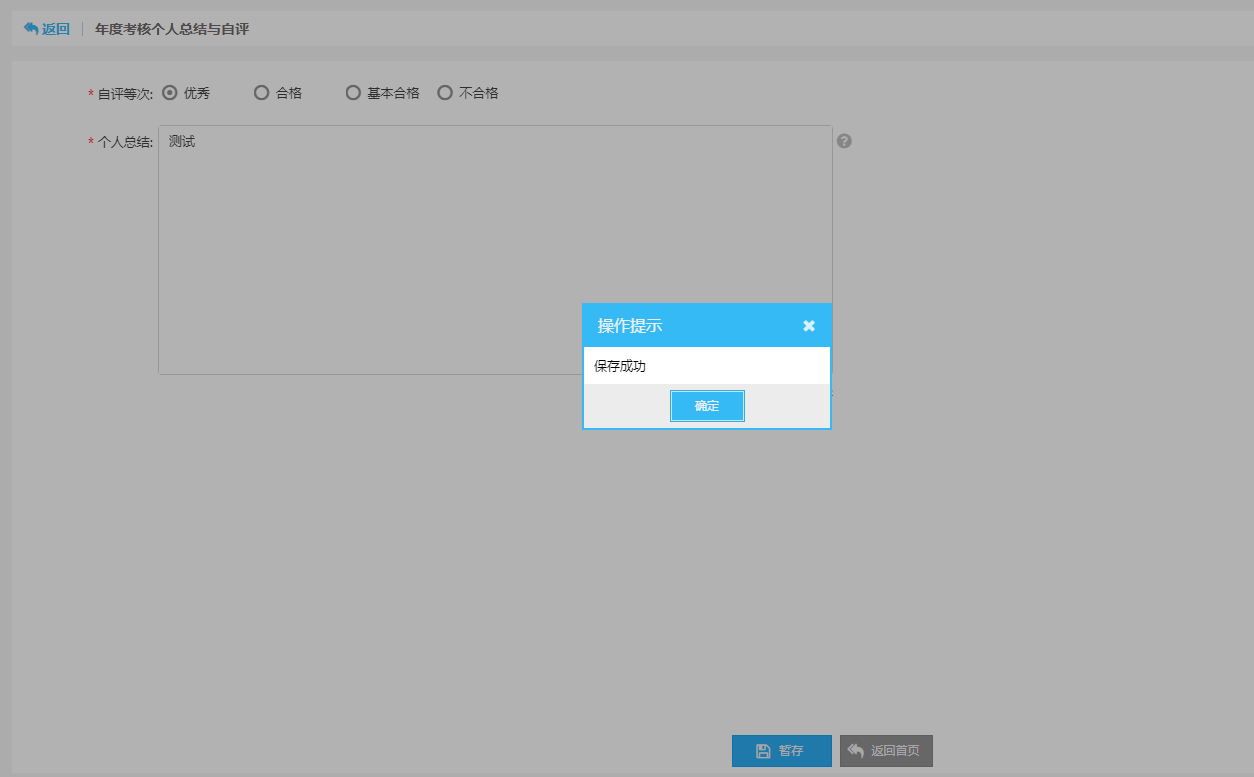 返回 | 年度考核个人总结与自评
* 自评等次: 优秀 合格 基本合格 不合格
* 个人总结: 测试 ?
操作提示
保存成功
确定
暂存 返回首页